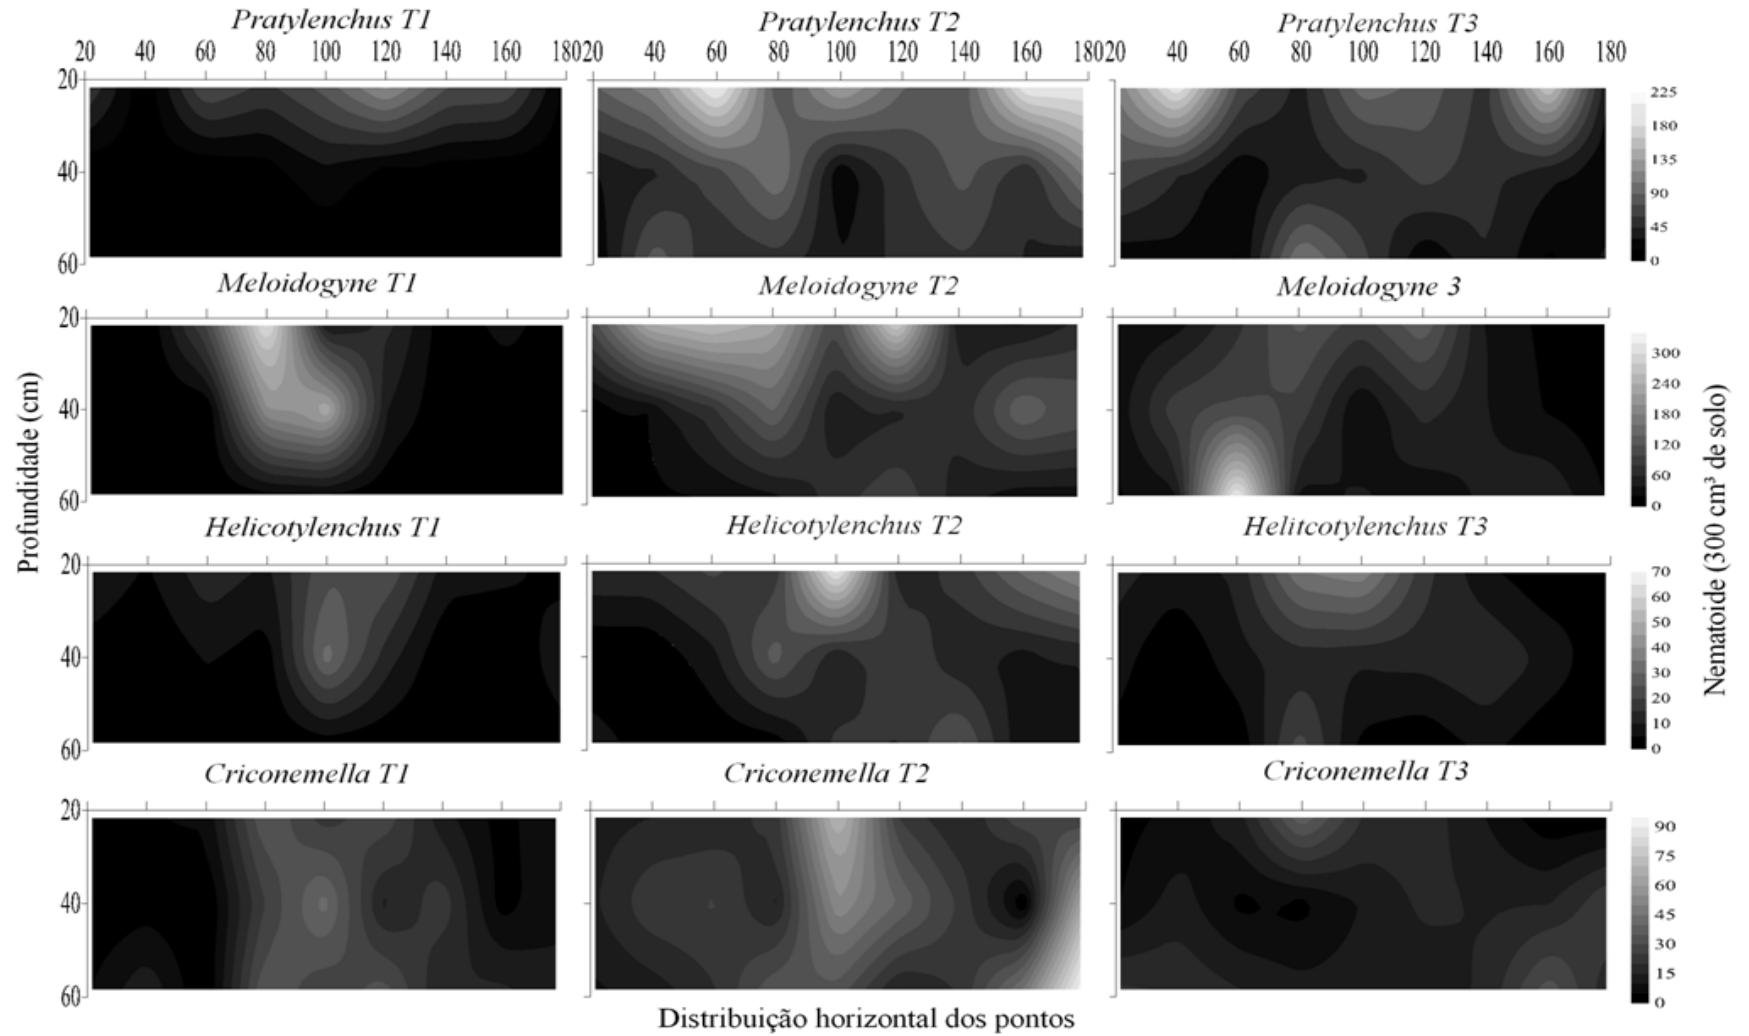 Pratylenchus T1
Pratylenchus T2
Pratylenchus T3
20 40 60 80 100 120 140 160 180
20 40 60 80 100 120 140 160 180
20 40 60 80 100 120 140 160 180
20
40
60
225
180
135
90
45
0
Meloidogyne T1
Meloidogyne T2
Meloidogyne 3
20
40
60
300
240
180
120
60
0
Helicotylenchus T1
Helicotylenchus T2
Helitcotylenchus T3
20
40
60
70
60
50
40
30
20
10
0
Criconemella T1
Criconemella T2
Criconemella T3
20
40
60
90
75
60
45
30
15
0
Profundidade (cm)
Nematoide (300 cm³ de solo)
Distribuição horizontal dos pontos